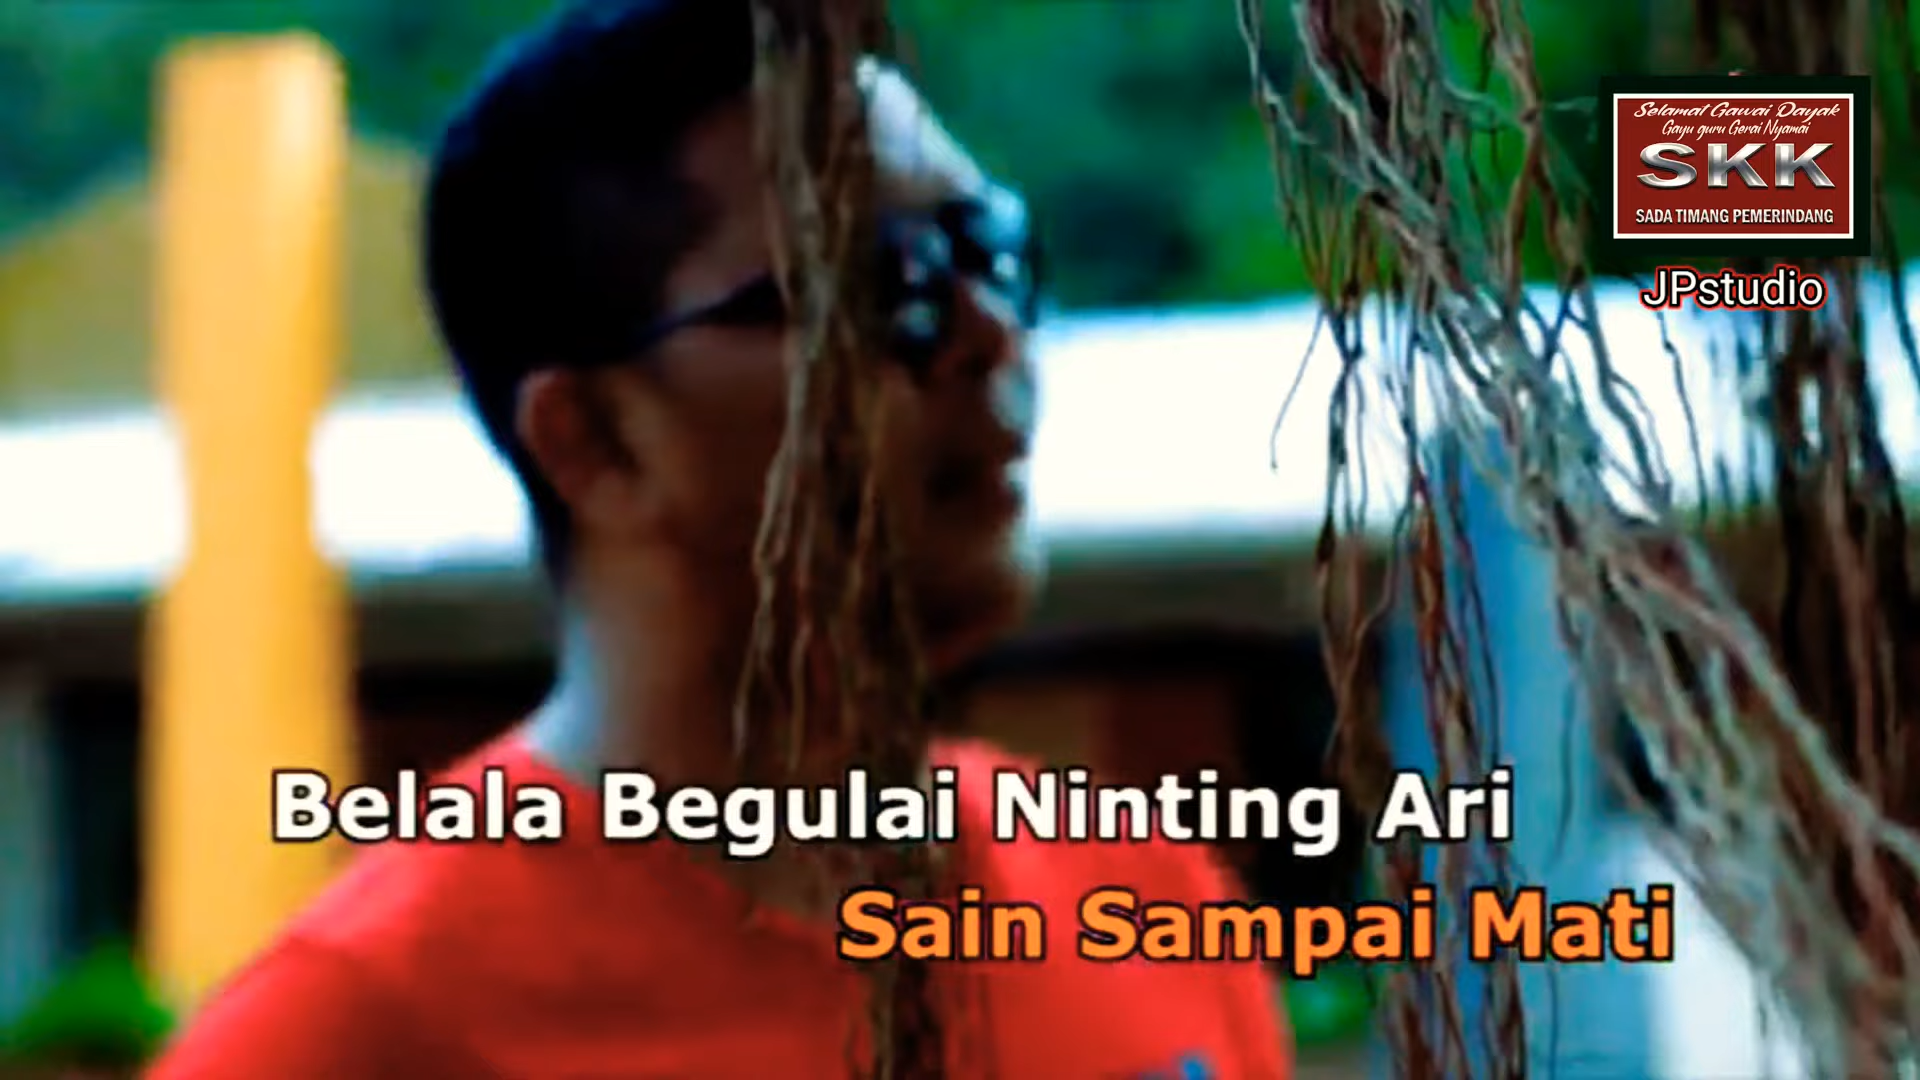 Selamat Gawai Dayak
Gayu guru Gerai Nyamai
SKK
SADA TIMANG PEMERINDANG
JPstudio
Belala Begulai Ninting Ari
Sain Sampai Mati